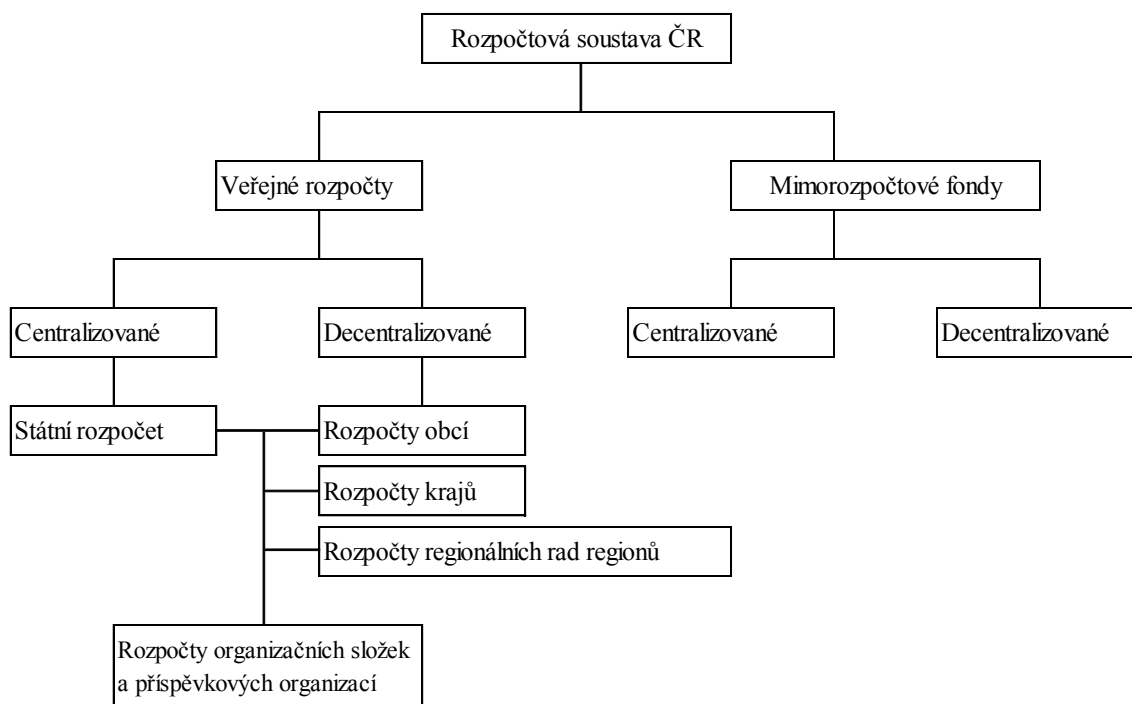 Rozpočtová soustava ČR
Veřejné rozpočty
Mimorozpočtové fondy
Centralizované
Decentralizované
Centralizované
Decentralizované
Státní rozpočet
Rozpočty obcí
Rozpočty krajů
Rozpočty regionálních rad regionů
Rozpočty organizačních složek
a příspěvkových organizací